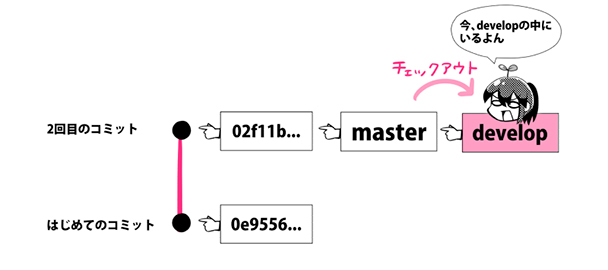 今、developの中に
いるよん
チェックアウト
2回目のコミット
02f11b...
master
develop
はじめてのコミット
0e9556...